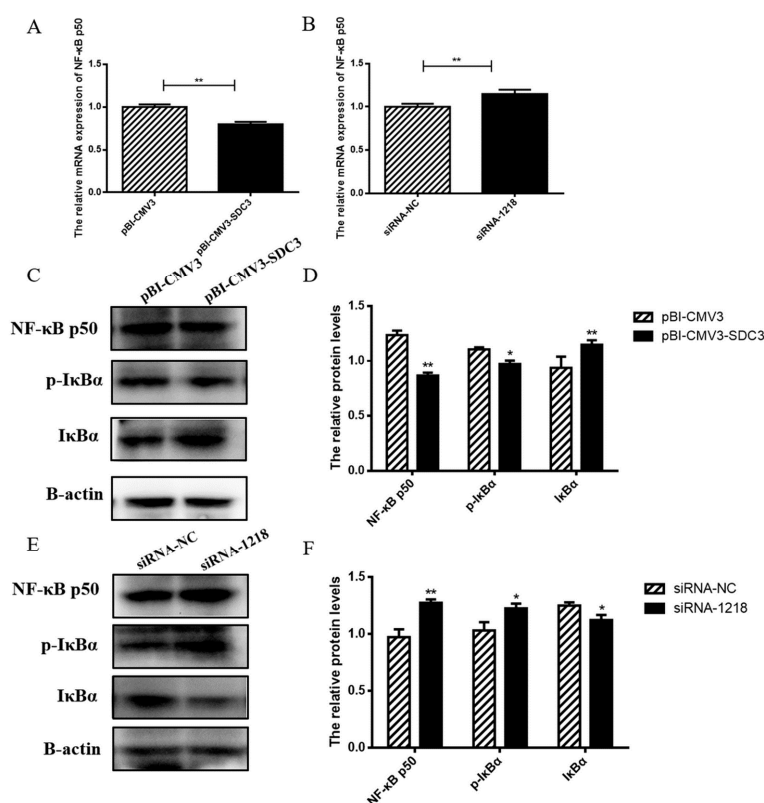 A
The relative mRNA expression of NF-κB p50
1.5
1.0
0.5
0.0
**
pBI-CMV3
pBI-CMV3-SDC3
B
The relative mRNA expression of NF-κB p50
1.5
1.0
0.5
0.0
**
siRNA-NC
siRNA-1218
C
pBI-CMV3
pBI-CMV3-SDC3
NF-κB p50
p-IκBα
IκBα
B-actin
D
The relative protein levels
1.5
1.0
0.5
0.0
**
*
**
NF-κB p50
p-IκBα
IκBα
pBI-CMV3
pBI-CMV3-SDC3
E
siRNA-NC
siRNA-1218
NF-κB p50
p-IκBα
IκBα
B-actin
F
The relative protein levels
1.5
1.0
0.5
0.0
**
*
*
NF-κB p50
p-IκBα
IκBα
siRNA-NC
siRNA-1218